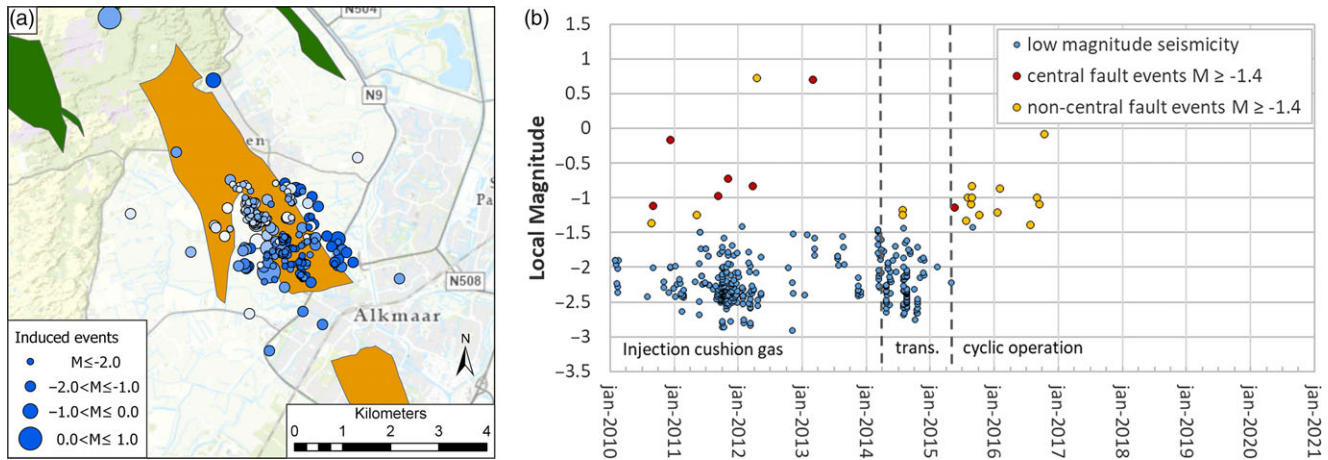 (a)
N504
N9
en
Pa
N508
Alkmaar
N
Induced events
M≤-2.0
−2.0<M≤-1.0
−1.0<M≤ 0.0
0.0<M≤ 1.0
Kilometers
0 1 2 3 4
(b)
Local Magnitude
1.5
1
0.5
0
−0.5
−1
−1.5
−2
−2.5
−3
−3.5
low magnitude seismicity
central fault events M ≥ -1.4
non-central fault events M ≥ -1.4
Injection cushion gas
trans.
cyclic operation
jan-2010
jan-2011
jan-2012
jan-2013
jan-2014
jan-2015
jan-2016
jan-2017
jan-2018
jan-2019
jan-2020
jan-2021